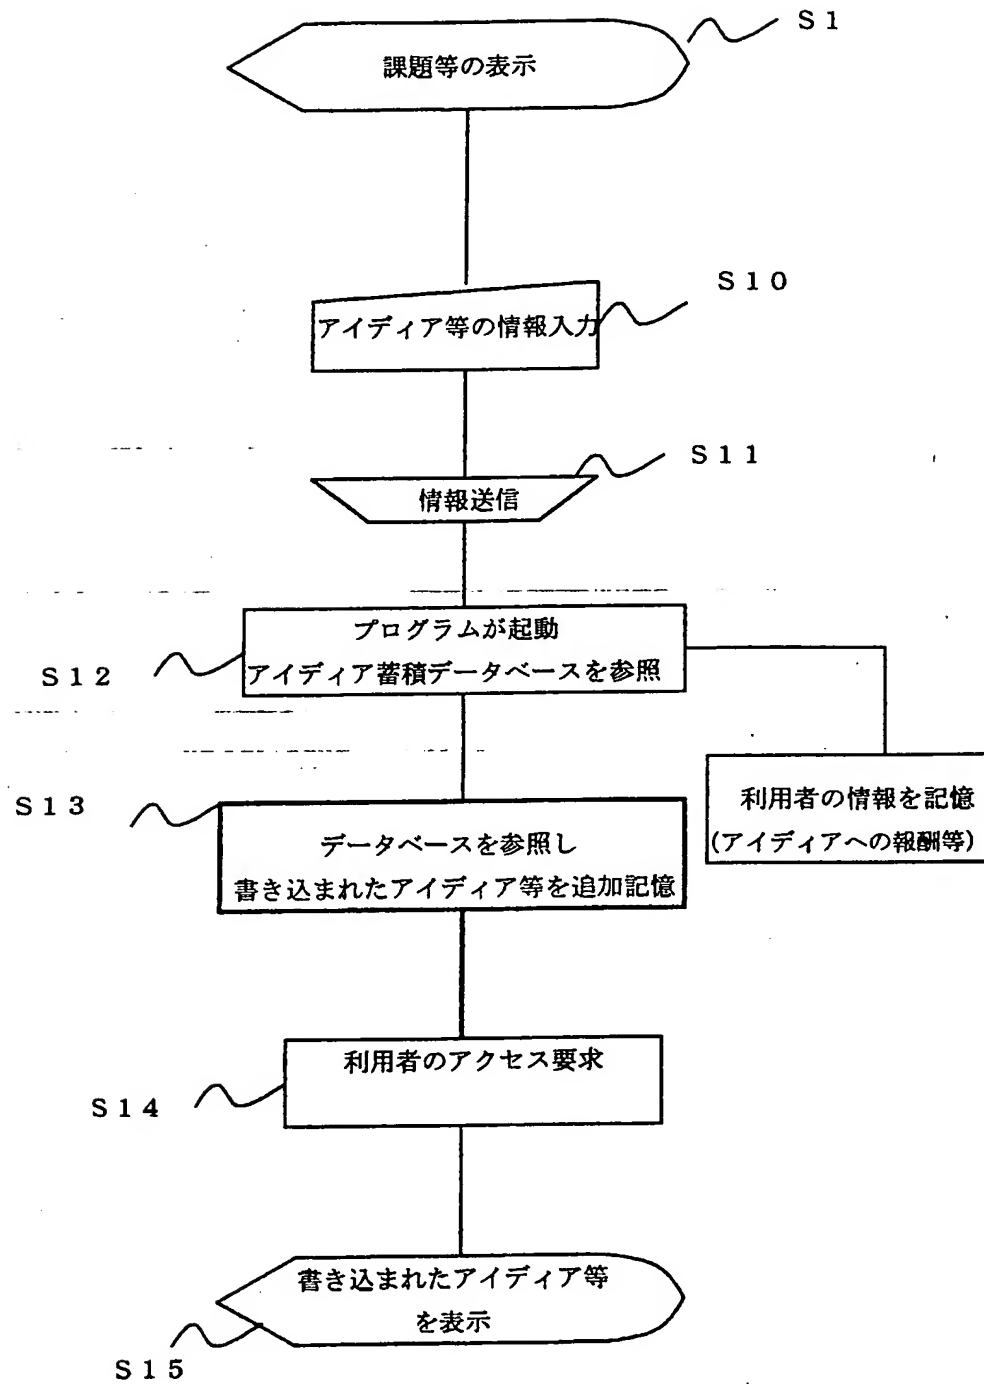 S1
課題等の表示
S10
アイディア等の情報入力
S11
情報送信
S12
プログラムが起動
アイディア蓄積データベースを参照
利用者の情報を記憶
(アイディアへの報酬等)
S13
データベースを参照し
書き込まれたアイディア等を追加記憶
S14
利用者のアクセス要求
書き込まれたアイディア等
を表示
S15